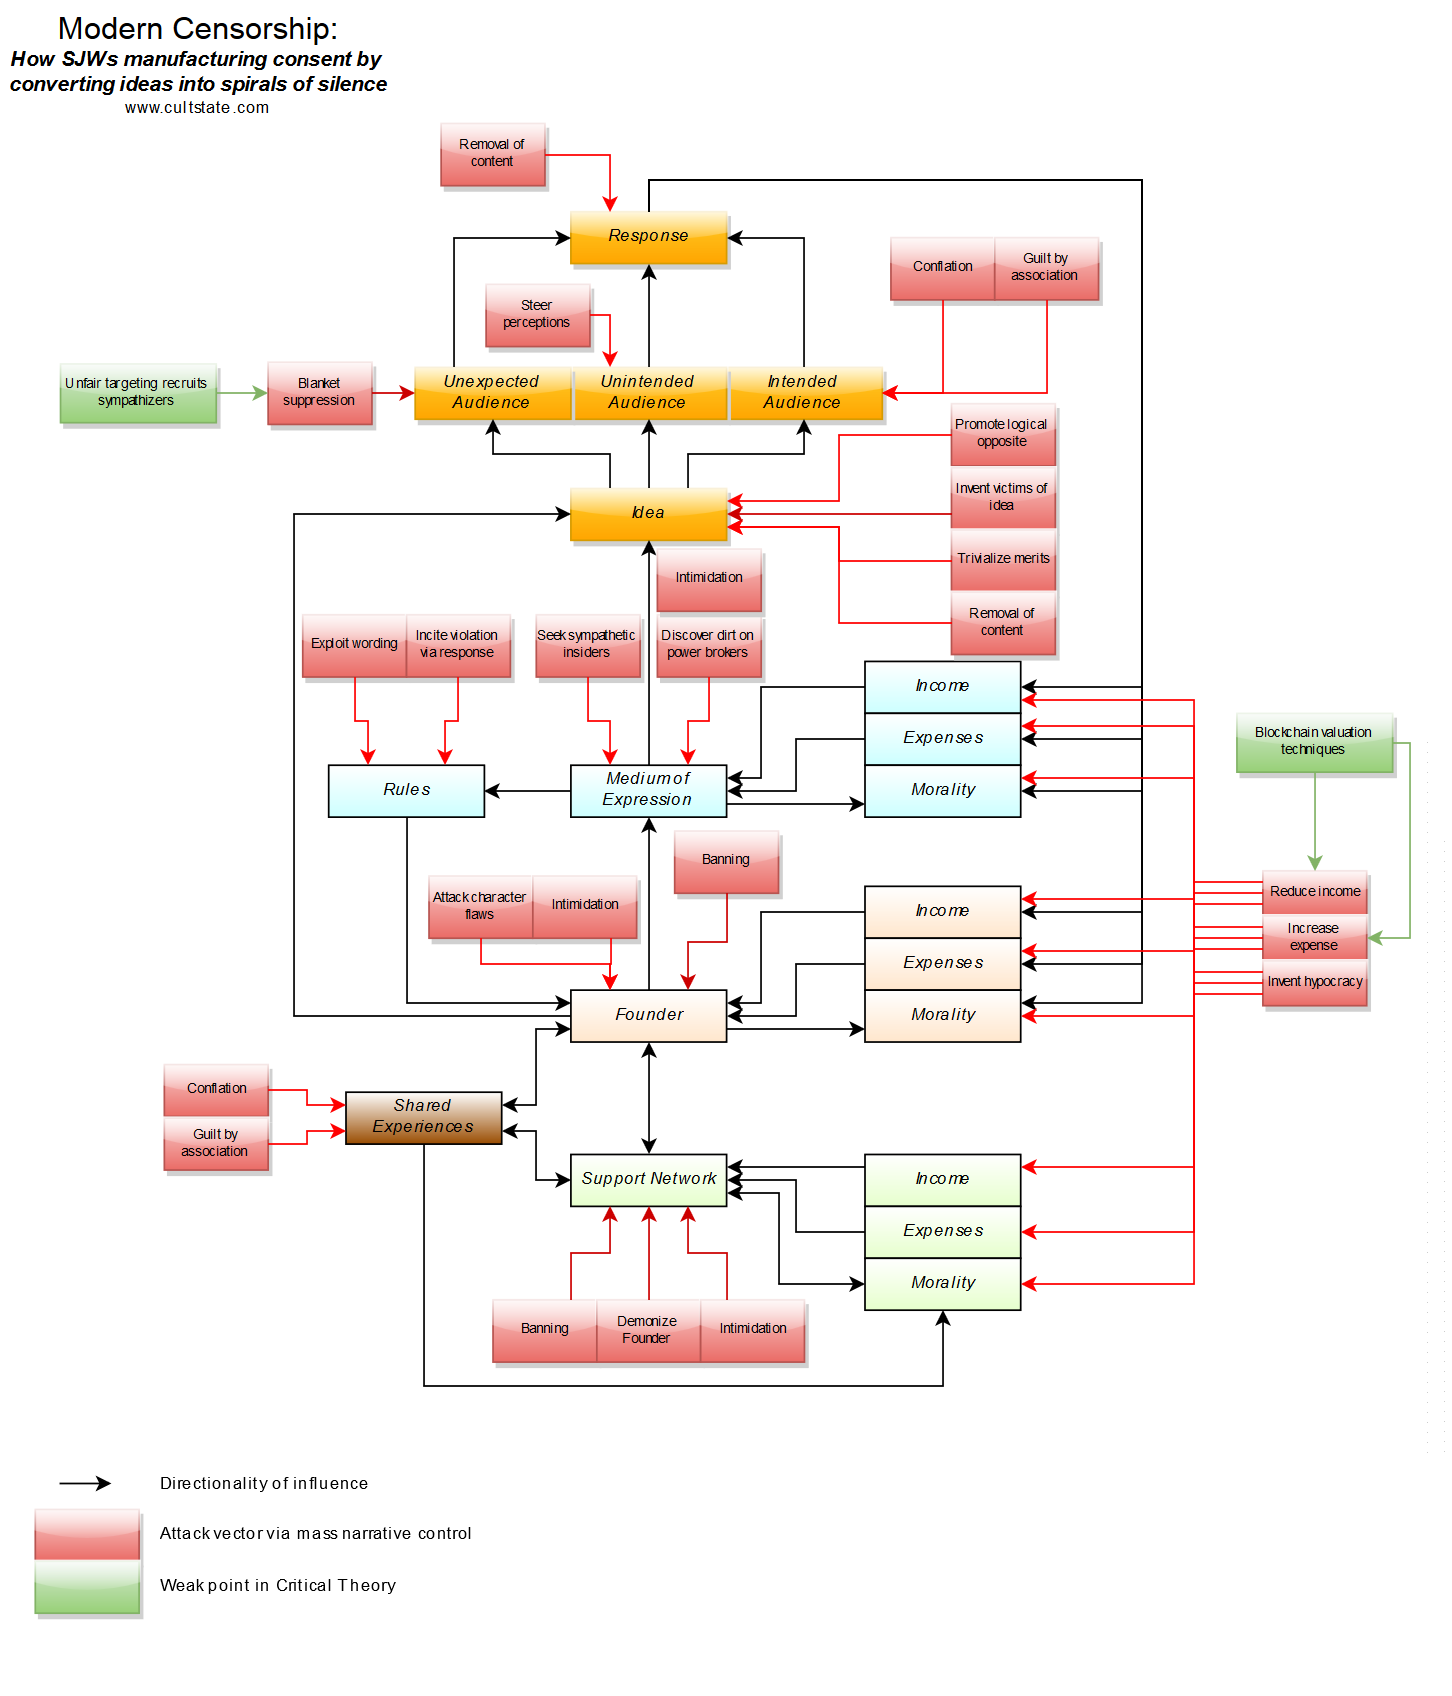 Modern Censorship:
How SJWs manufacturing consent by
converting ideas into spirals of silence
www.cultstate.com
Removal of
content
Response
Conflation
Guilt by
association
Steer
perceptions
Unfair targeting recruits
sympathizers
Blanket
suppression
Unexpected
Audience
Unintended
Audience
Intended
Audience
Promote logical
opposite
Invent victims of
idea
Trivialize merits
Removal of
content
Idea
Intimidation
Exploit wording
Incite violation
via response
Seek sympathetic
insiders
Discover dirt on
power brokers
Income
Expenses
Morality
Blockchain valuation
techniques
Rules
Medium of
Expression
Banning
Attack character
flaws
Intimidation
Income
Expenses
Morality
Reduce income
Increase
expense
Invent hypocracy
Founder
Conflation
Guilt by
association
Shared
Experiences
Support Network
Income
Expenses
Morality
Banning
Demonize
Founder
Intimidation
Directionality of influence
Attack vector via mass narrative control
Weak point in Critical Theory